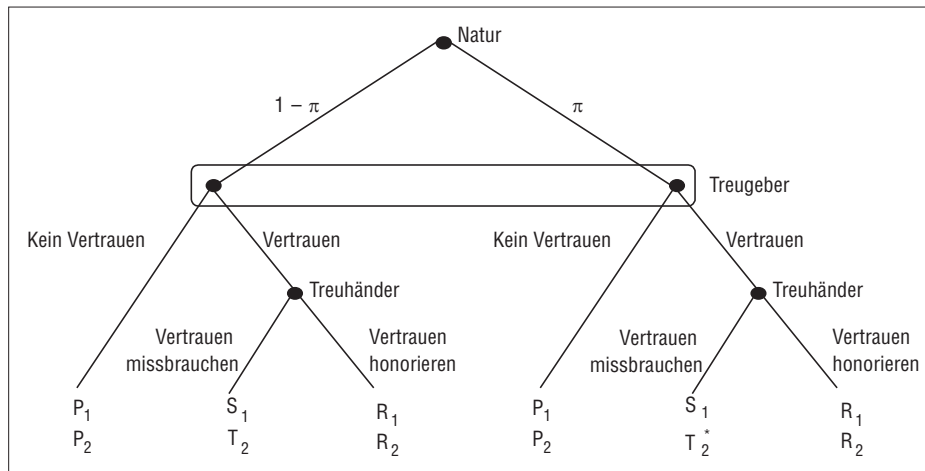 Natur
1 – π π
Treugeber
Kein Vertrauen Vertrauen Kein Vertrauen Vertrauen
Treuhänder Treuhänder
Vertrauen Vertrauen Vertrauen Vertrauen
missbrauchen honorieren missbrauchen honorieren
P₁ S₁ R₁ P₁ S₁ R₁
P₂ T₂ R₂ P₂ T₂* R₂